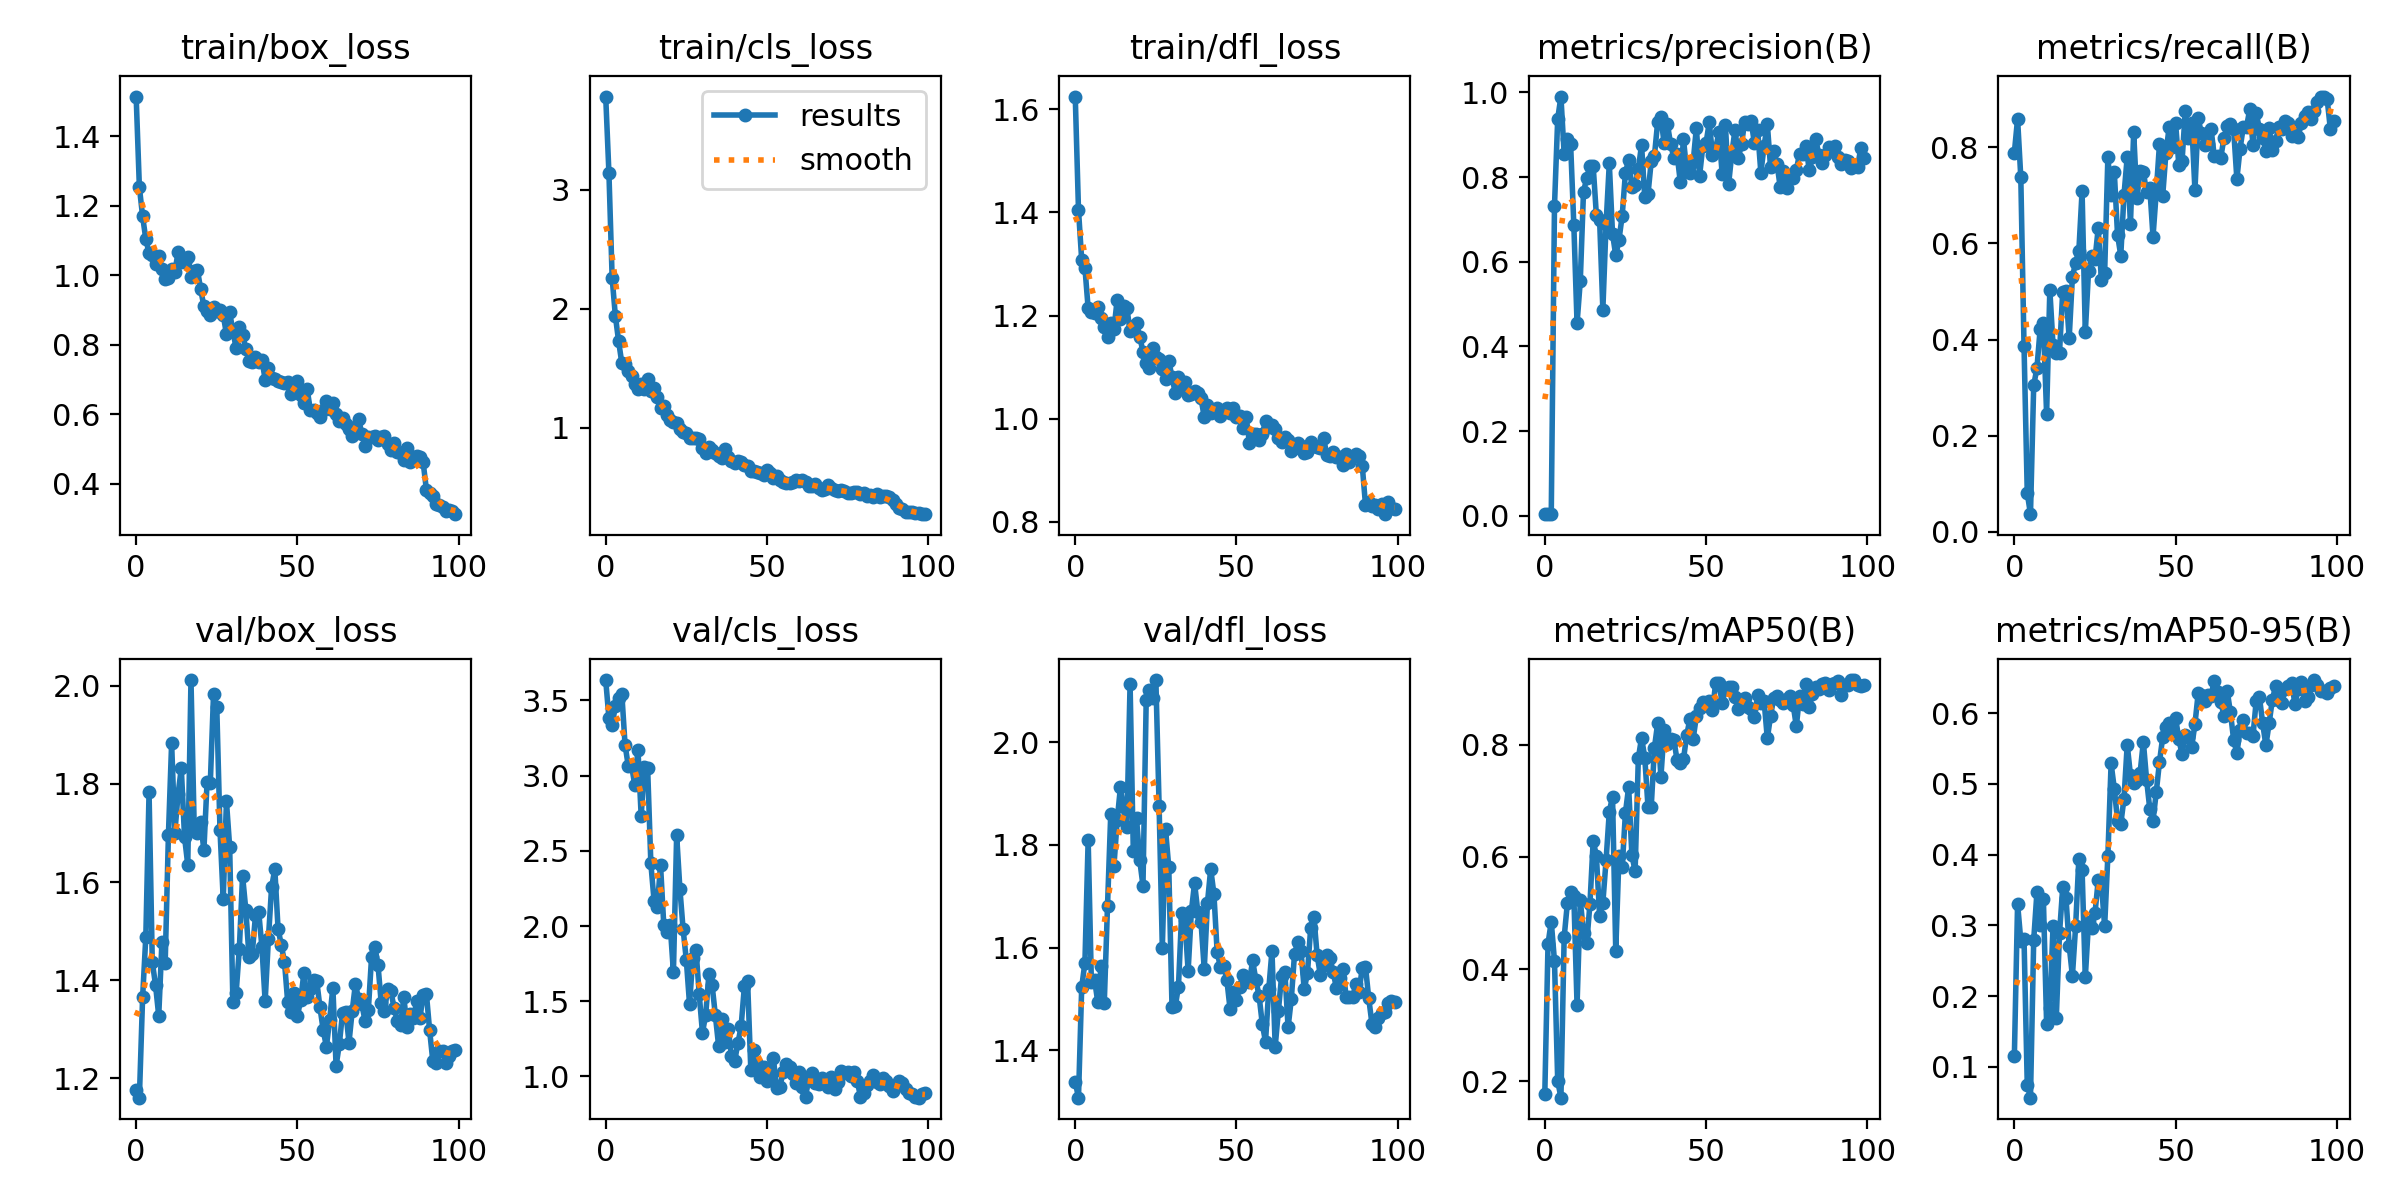 train/box_loss
1.4
1.2
1.0
0.8
0.6
0.4
0 50 100
train/cls_loss
results
smooth
3
2
1
0 50 100
train/dfl_loss
1.6
1.4
1.2
1.0
0.8
0 50 100
metrics/precision(B)
1.0
0.8
0.6
0.4
0.2
0.0
0 50 100
metrics/recall(B)
0.8
0.6
0.4
0.2
0.0
0 50 100
val/box_loss
2.0
1.8
1.6
1.4
1.2
0 50 100
val/cls_loss
3.5
3.0
2.5
2.0
1.5
1.0
0 50 100
val/dfl_loss
2.0
1.8
1.6
1.4
0 50 100
metrics/mAP50(B)
0.8
0.6
0.4
0.2
0 50 100
metrics/mAP50-95(B)
0.6
0.5
0.4
0.3
0.2
0.1
0 50 100